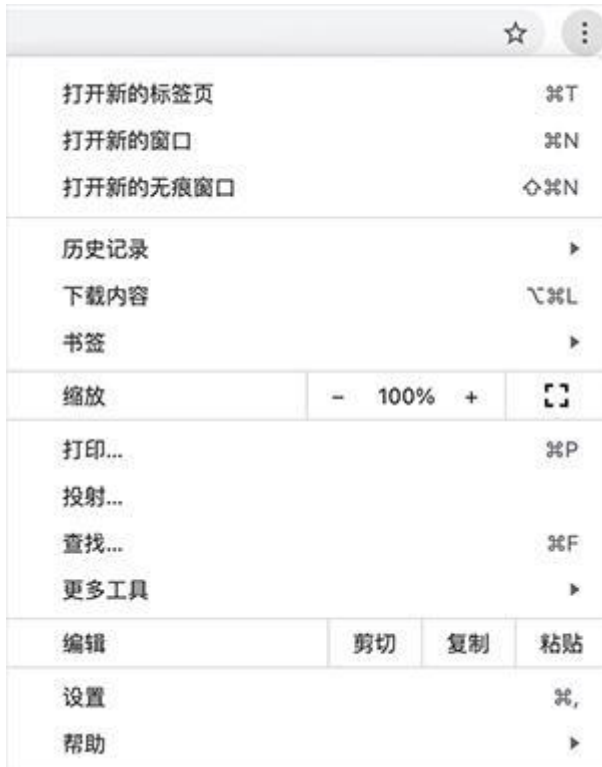 打开新的标签页 ⌘T
打开新的窗口 ⌘N
打开新的无痕窗口 ⇧⌘N
历史记录
下载内容 ⌥⌘L
书签
缩放 - 100% +
打印... ⌘P
投射...
查找... ⌘F
更多工具
编辑 剪切 复制 粘贴
设置 ⌘,
帮助